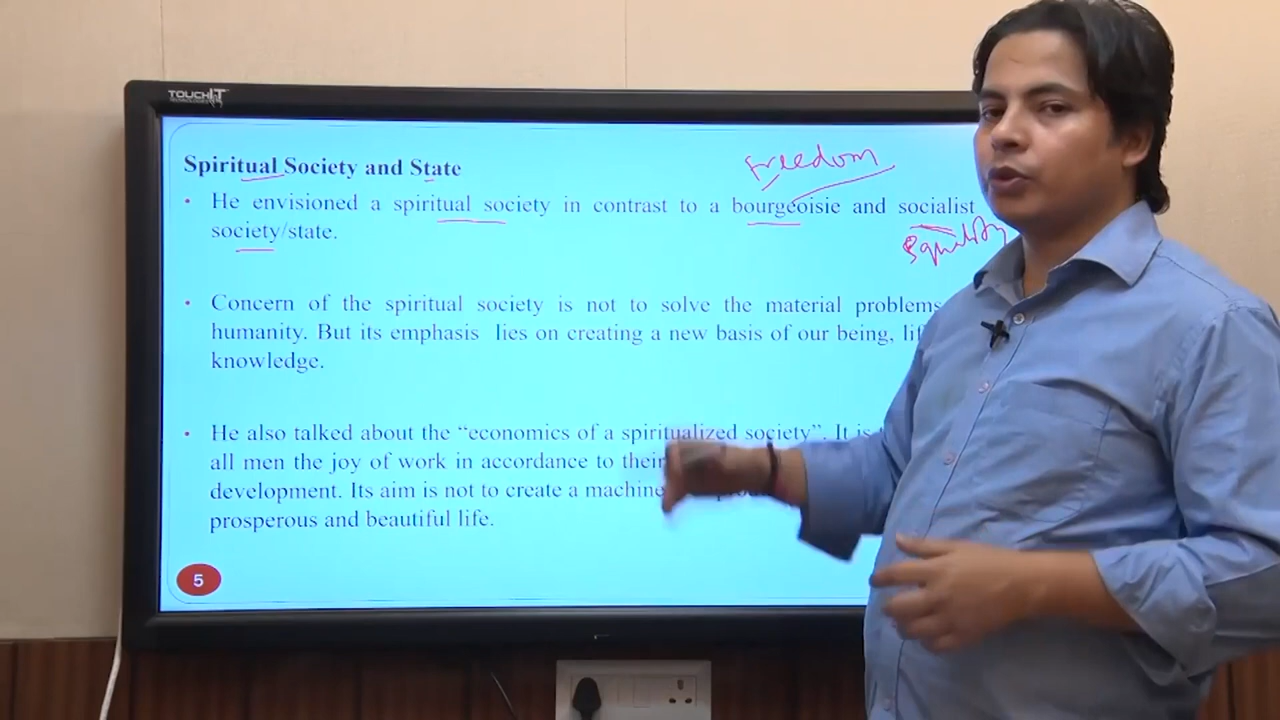 TOUCHIT
Spiritual Society and State
Freedom
• He envisioned a spiritual society in contrast to a bourgeoisie and socialist
society/state.
equality
• Concern of the spiritual society is not to solve the material problems
humanity. But its emphasis lies on creating a new basis of our being,
knowledge.
• He also talked about the “economics of a spiritualized society”. It is
all men the joy of work in accordance to their
development. Its aim is not to create a machine
prosperous and beautiful life.
5